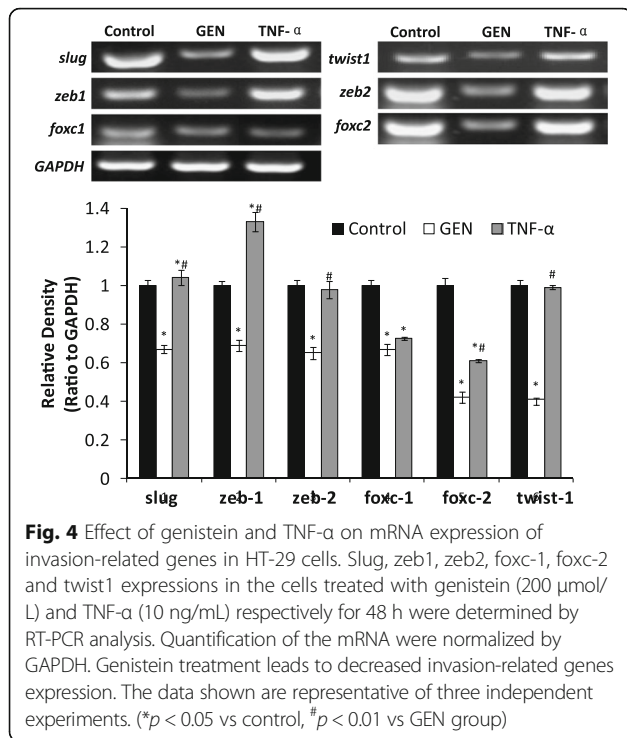 Control GEN TNF- α
slug
zeb1
foxc1
GAPDH
Control GEN TNF- α
twist1
zeb2
foxc2
Relative Density
(Ratio to GAPDH)
1.4
1.2
1
0.8
0.6
0.4
0.2
0
Control GEN TNF-α
*
*#
*
*#
*
#
*
*
*
*#
*
#
slug zeb-1 zeb-2 foxc-1 foxc-2 twist-1
Fig. 4 Effect of genistein and TNF-α on mRNA expression of
invasion-related genes in HT-29 cells. Slug, zeb1, zeb2, foxc-1, foxc-2
and twist1 expressions in the cells treated with genistein (200 μmol/
L) and TNF-α (10 ng/mL) respectively for 48 h were determined by
RT-PCR analysis. Quantification of the mRNA were normalized by
GAPDH. Genistein treatment leads to decreased invasion-related genes
expression. The data shown are representative of three independent
experiments. (*p < 0.05 vs control, #p < 0.01 vs GEN group)